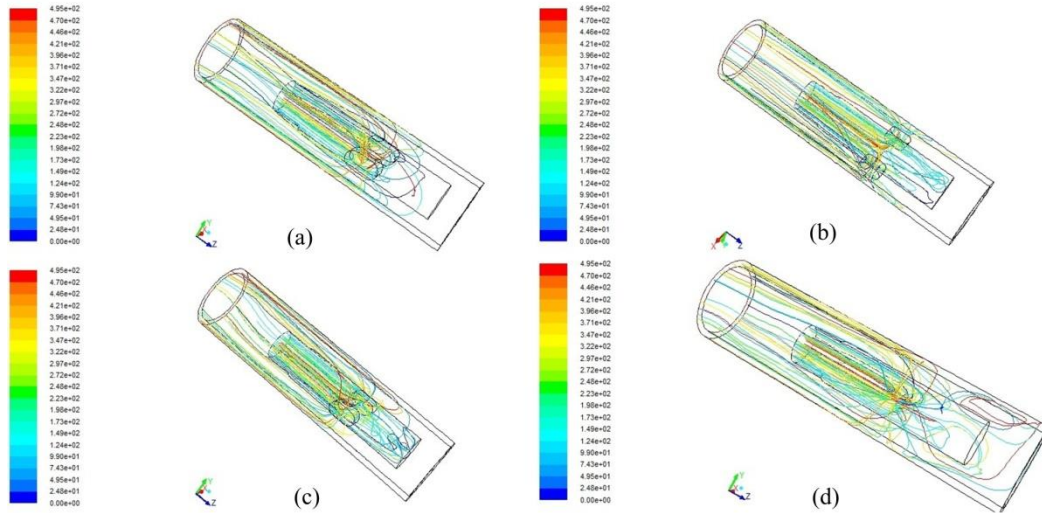 4.95e+02
4.70e+02
4.46e+02
4.21e+02
3.96e+02
3.71e+02
3.47e+02
3.22e+02
2.97e+02
2.72e+02
2.48e+02
2.23e+02
1.98e+02
1.73e+02
1.49e+02
1.24e+02
9.90e+01
7.43e+01
4.95e+01
2.48e+01
0.00e+00
Y
X
Z
(a)
4.95e+02
4.70e+02
4.46e+02
4.21e+02
3.96e+02
3.71e+02
3.47e+02
3.22e+02
2.97e+02
2.72e+02
2.48e+02
2.23e+02
1.98e+02
1.73e+02
1.49e+02
1.24e+02
9.90e+01
7.43e+01
4.95e+01
2.48e+01
0.00e+00
X
Z
(b)
4.95e+02
4.70e+02
4.46e+02
4.21e+02
3.96e+02
3.71e+02
3.47e+02
3.22e+02
2.97e+02
2.72e+02
2.48e+02
2.23e+02
1.98e+02
1.73e+02
1.49e+02
1.24e+02
9.90e+01
7.43e+01
4.95e+01
2.48e+01
0.00e+00
Y
X
Z
(c)
4.95e+02
4.70e+02
4.46e+02
4.21e+02
3.96e+02
3.71e+02
3.47e+02
3.22e+02
2.97e+02
2.72e+02
2.48e+02
2.23e+02
1.98e+02
1.73e+02
1.49e+02
1.24e+02
9.90e+01
7.43e+01
4.95e+01
2.48e+01
0.00e+00
Y
X
Z
(d)